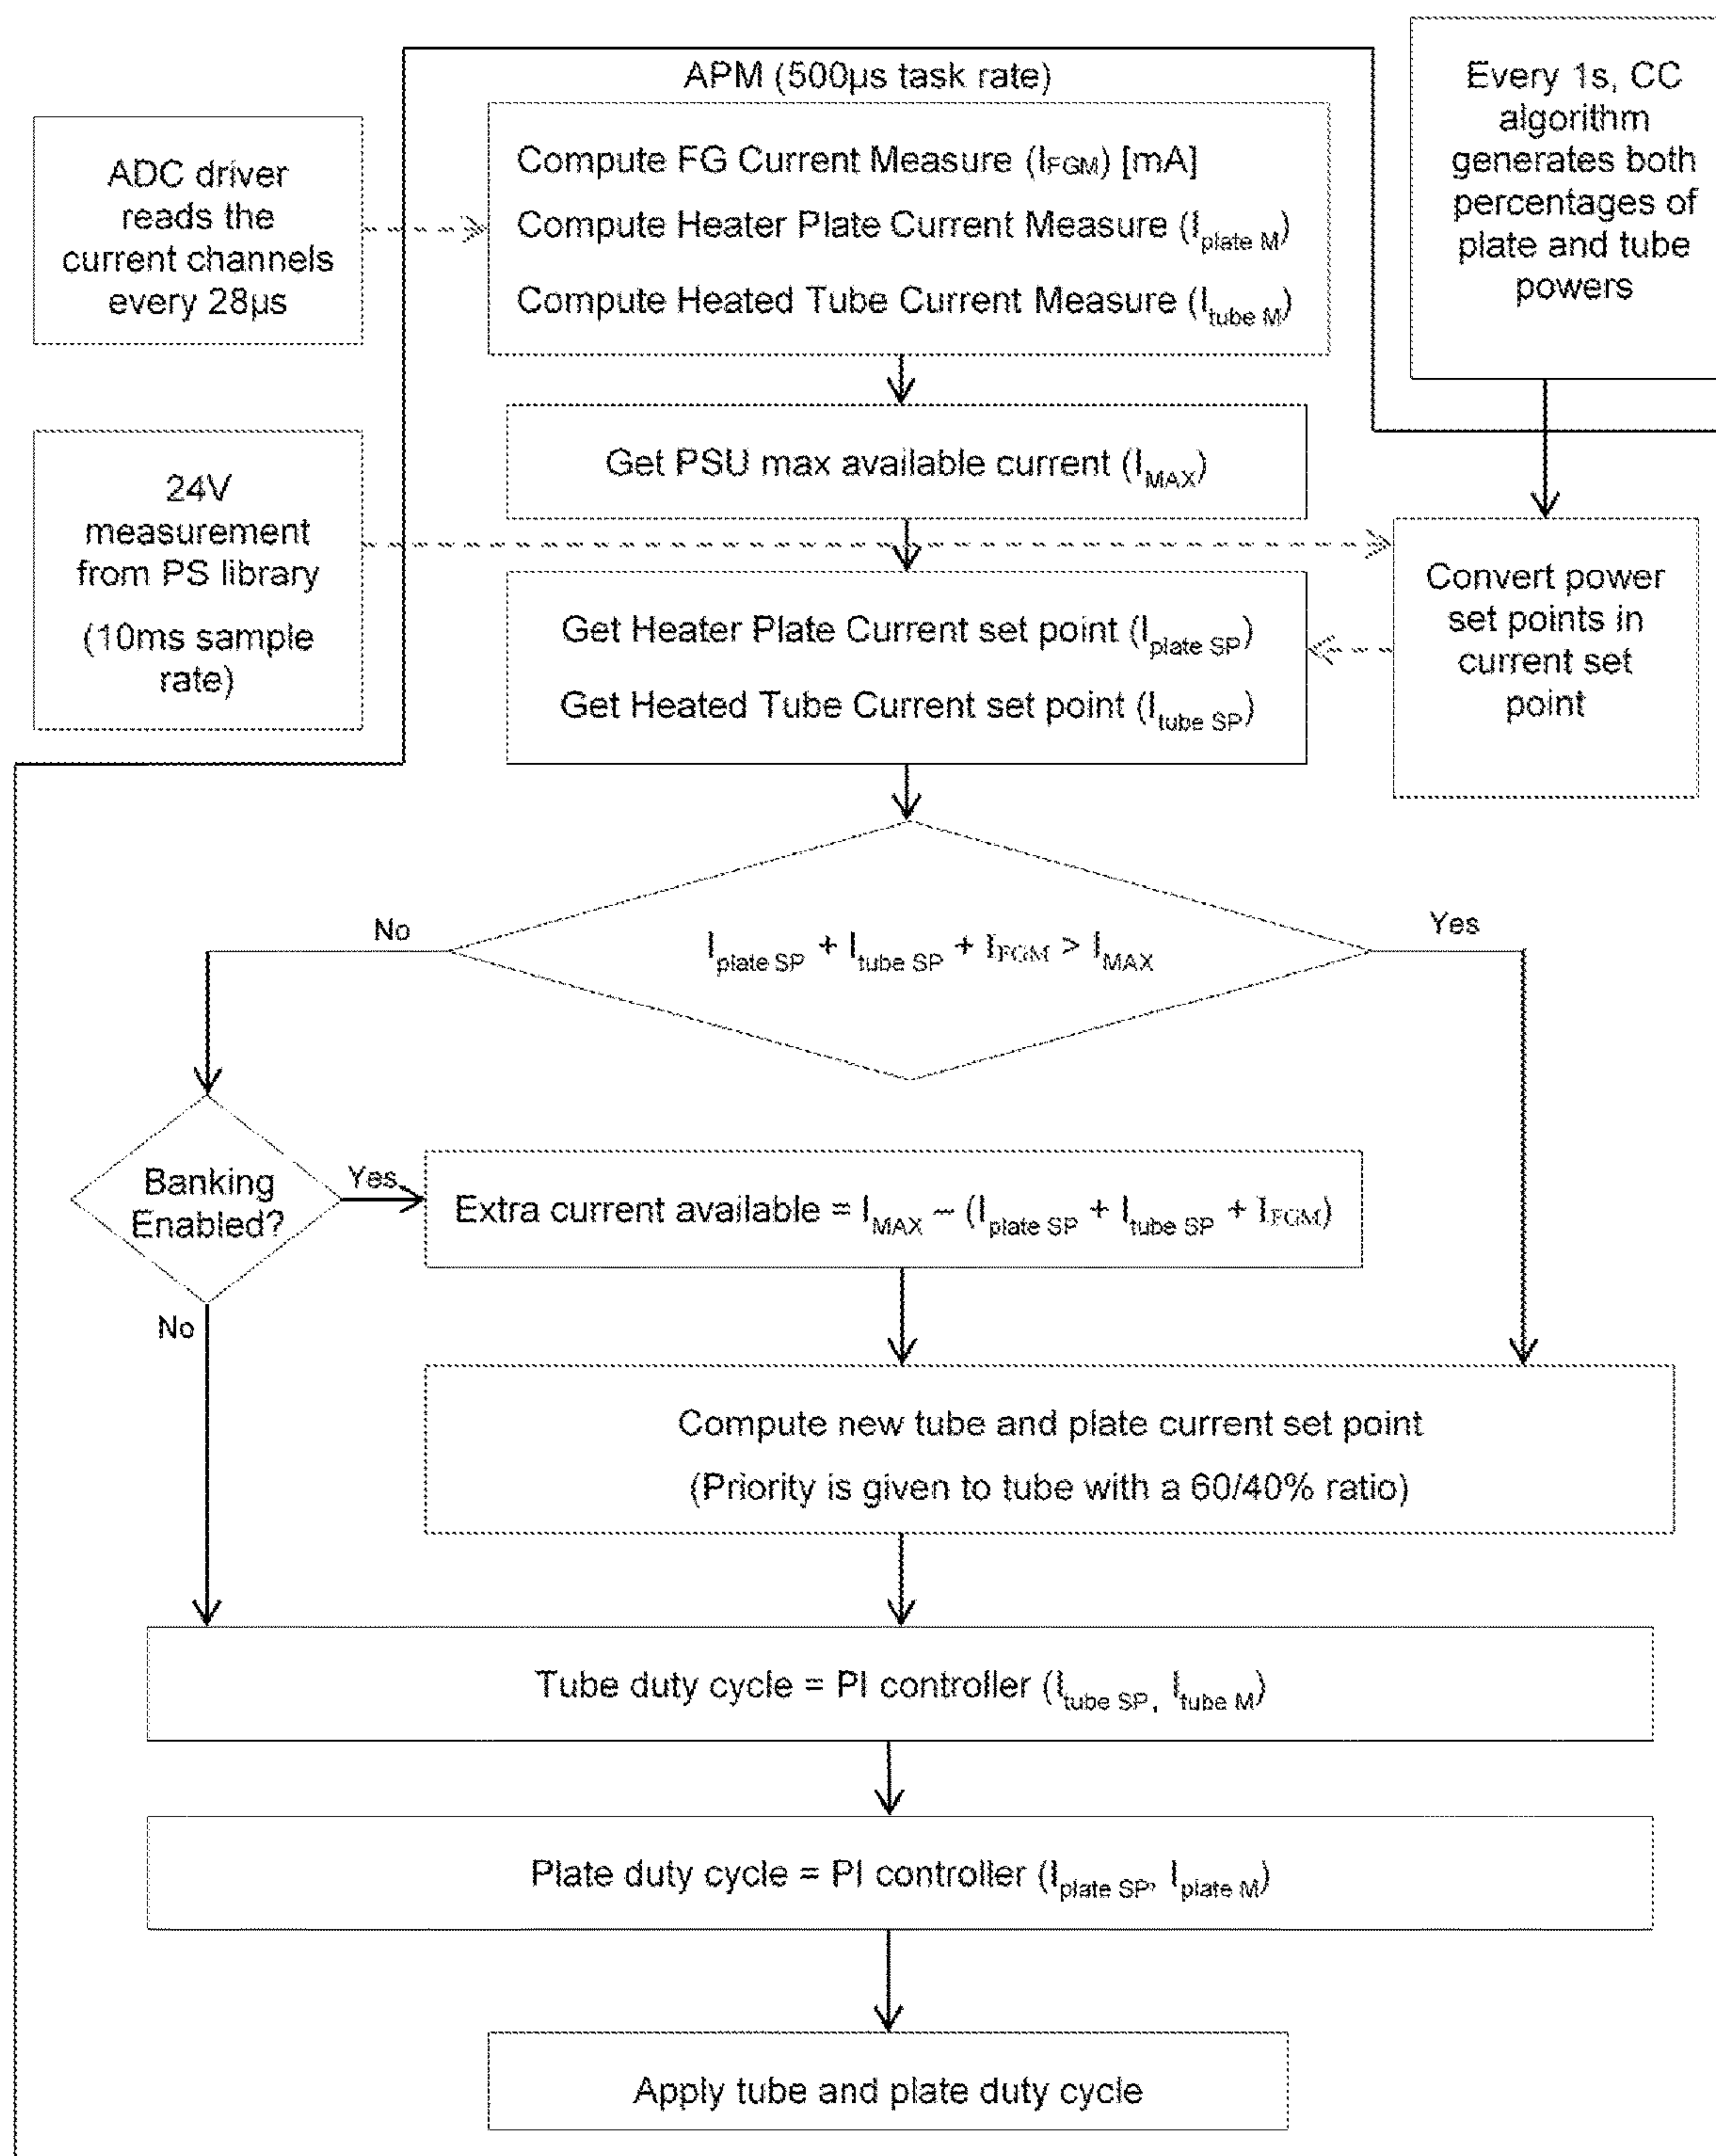 APM (500µs task rate)
ADC driver
reads the
current channels
every 28µs
Compute FG Current Measure (IFGM) [mA]
Compute Heater Plate Current Measure (Iplate M)
Compute Heated Tube Current Measure (Itube M)
Every 1s, CC
algorithm
generates both
percentages of
plate and tube
powers
Get PSU max available current (IMAX)
24V
measurement
from PS library
(10ms sample
rate)
Get Heater Plate Current set point (Iplate SP)
Get Heated Tube Current set point (Itube SP)
Convert power
set points in
current set
point
No
Iplate SP + Itube SP + IFGM > IMAX
Yes
Banking
Enabled?
Yes
No
Extra current available = IMAX – (Iplate SP + Itube SP + IFGM)
Compute new tube and plate current set point
(Priority is given to tube with a 60/40% ratio)
Tube duty cycle = PI controller (Itube SP, Itube M)
Plate duty cycle = PI controller (Iplate SP, Iplate M)
Apply tube and plate duty cycle